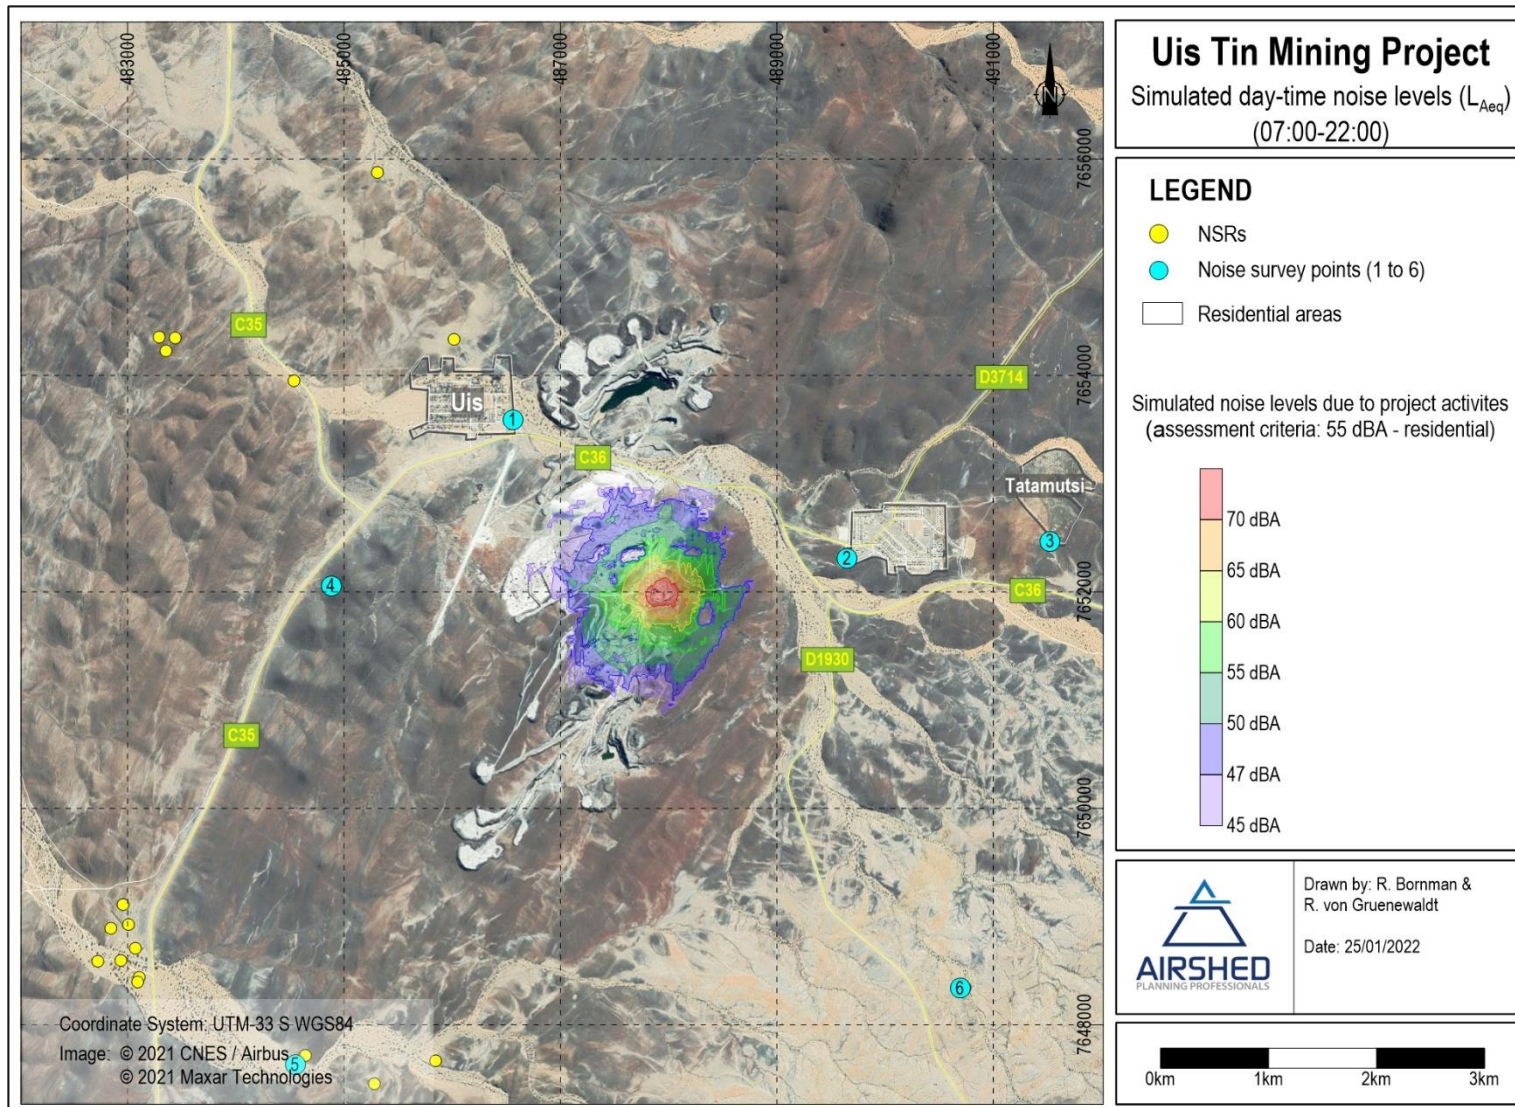 Uis Tin Mining Project
Simulated day-time noise levels (LAeq)
(07:00-22:00)
LEGEND
NSRs
Noise survey points (1 to 6)
Residential areas
Simulated noise levels due to project activites
(assessment criteria: 55 dBA - residential)
70 dBA
65 dBA
60 dBA
55 dBA
50 dBA
47 dBA
45 dBA
AIRSHED
PLANNING PROFESSIONALS
Drawn by: R. Bornman &
R. von Gruenewaldt
Date: 25/01/2022
0km 1km 2km 3km
483000
485000
487000
489000
491000
N
7656000
7654000
7652000
7650000
7648000
C35
D3714
Uis
1
C36
Tatamutsi
2
3
4
C36
D1930
C35
6
5
Coordinate System: UTM-33 S WGS84
Image: © 2021 CNES / Airbus
© 2021 Maxar Technologies